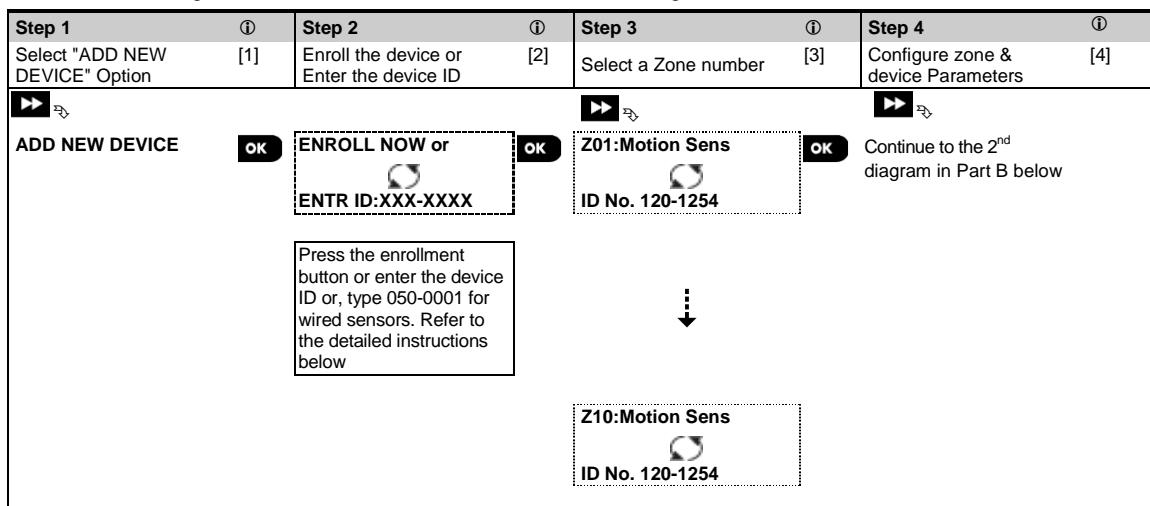 Step 1 ⓘ Step 2 ⓘ Step 3 ⓘ Step 4 ⓘ
Select "ADD NEW
DEVICE" Option
[1]
Enroll the device or
Enter the device ID
[2]
Select a Zone number
[3]
Configure zone &
device Parameters
[4]
ADD NEW DEVICE
OK
ENROLL NOW or
ENTR ID:XXX-XXXX
OK
Z01:Motion Sens
ID No. 120-1254
OK
Continue to the 2nd
diagram in Part B below
Press the enrollment
button or enter the device
ID or, type 050-0001 for
wired sensors. Refer to
the detailed instructions
below
Z10:Motion Sens
ID No. 120-1254